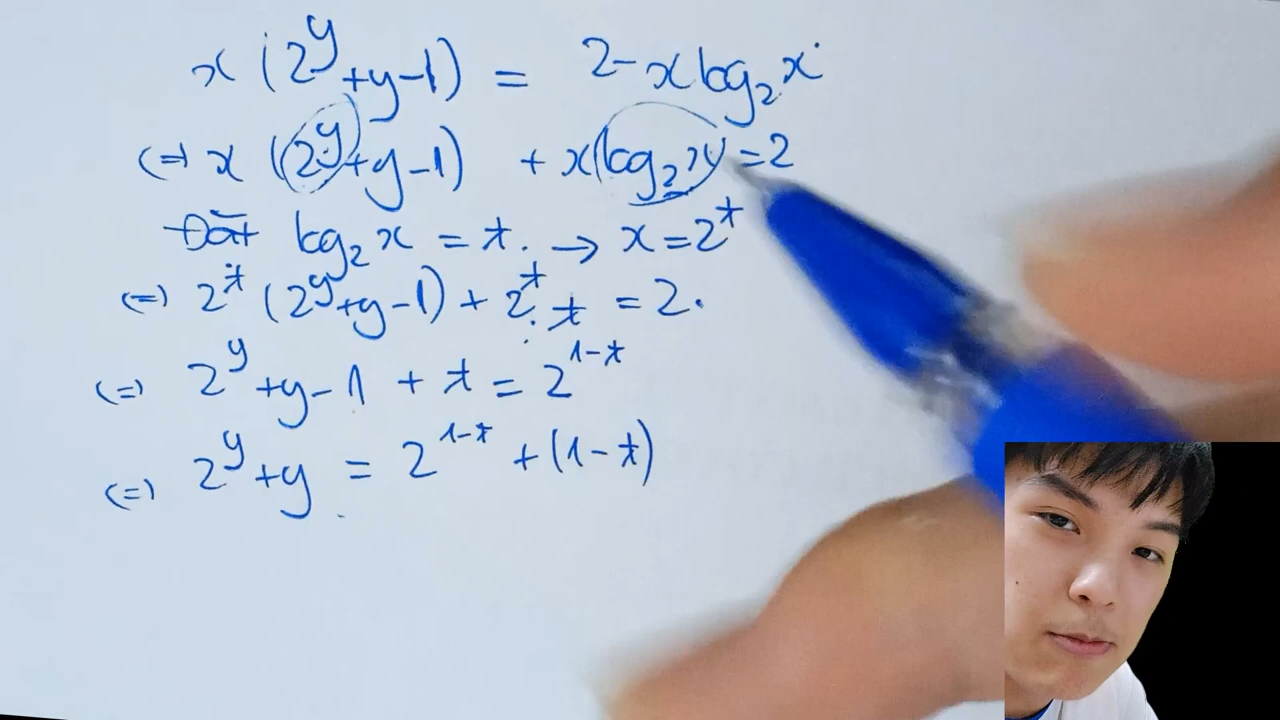 x (2^y + y - 1) = 2 - x log₂ x
(=) x (2^y + y - 1) + x (log₂ x) = 2
Đặt log₂ x = t. → x = 2^t
(=) 2^t (2^y + y - 1) + 2^t . t = 2.
(=) 2^y + y - 1 + t = 2^{1-t}
(=) 2^y + y = 2^{1-t} + (1 - t)